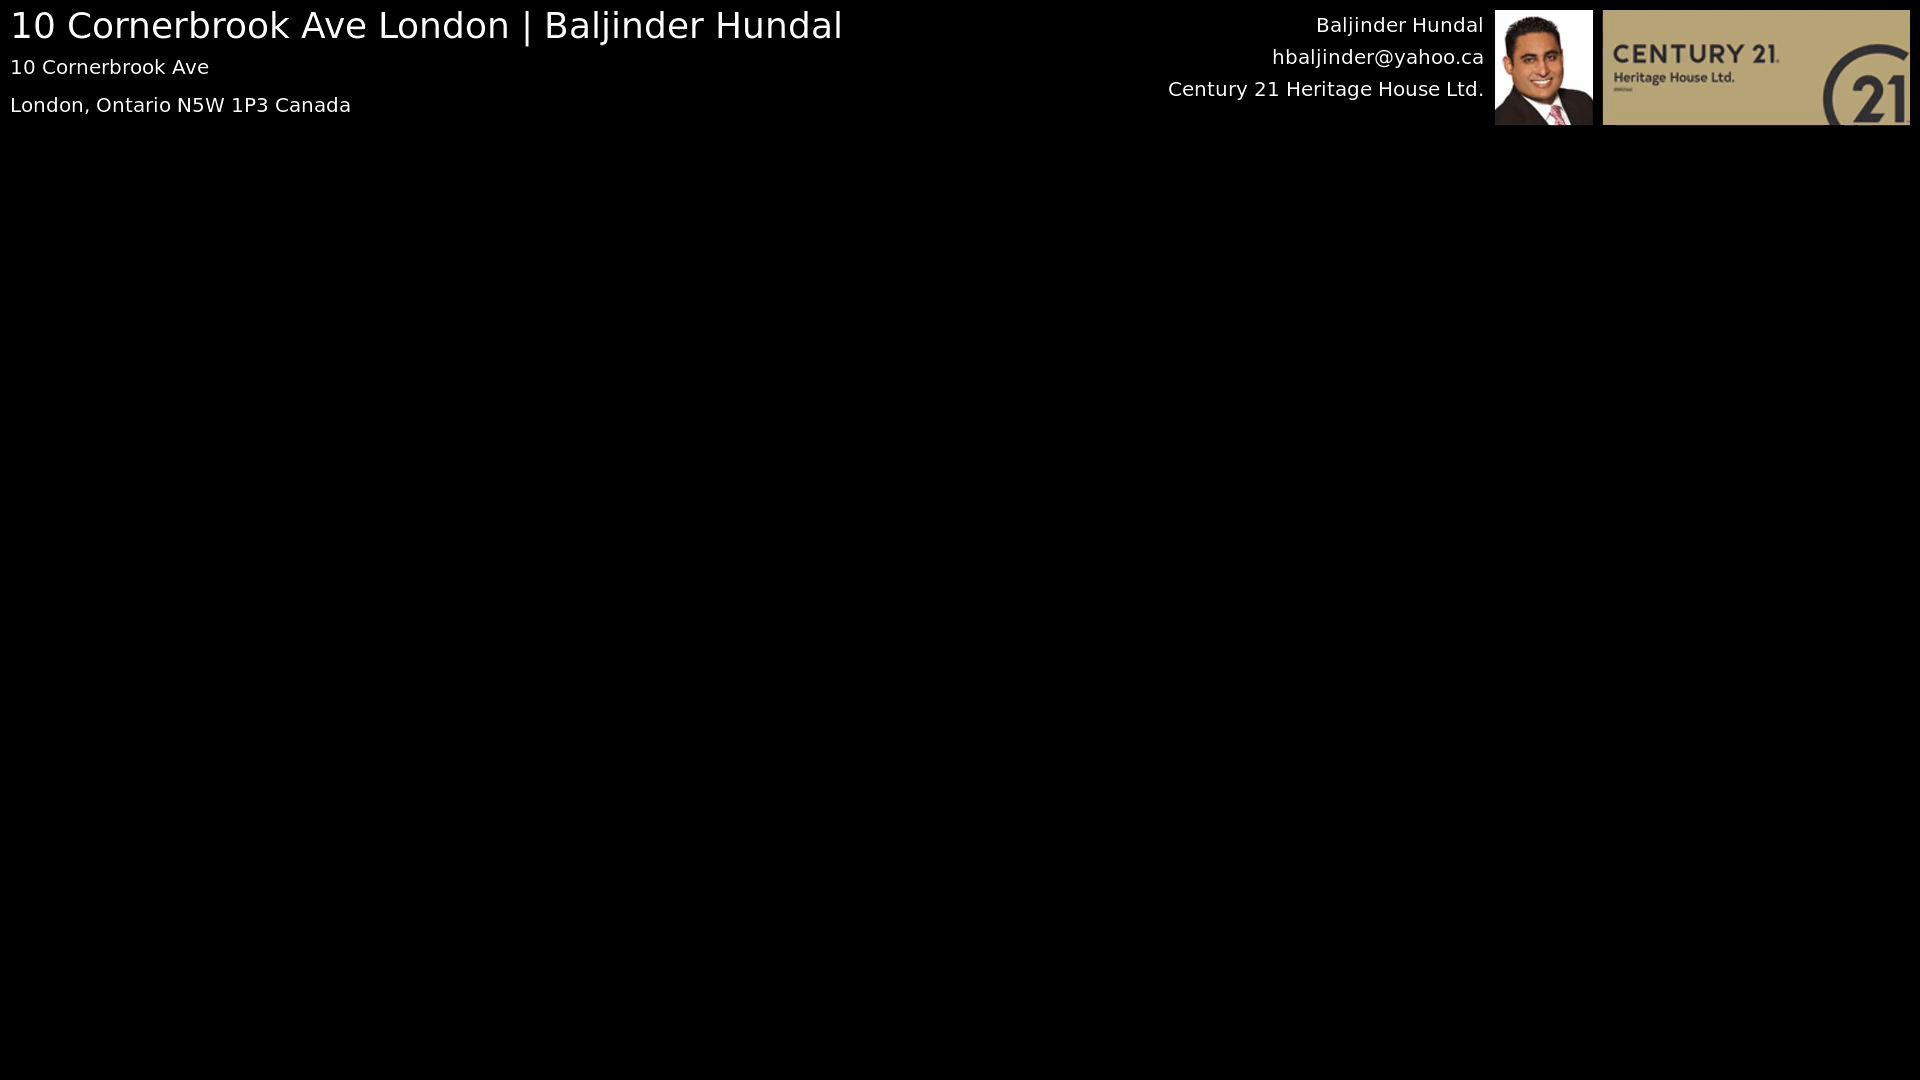 10 Cornerbrook Ave London | Baljinder Hundal
10 Cornerbrook Ave
London, Ontario N5W 1P3 Canada
Baljinder Hundal
hbaljinder@yahoo.ca
Century 21 Heritage House Ltd.
CENTURY 21.
Heritage House Ltd.
21